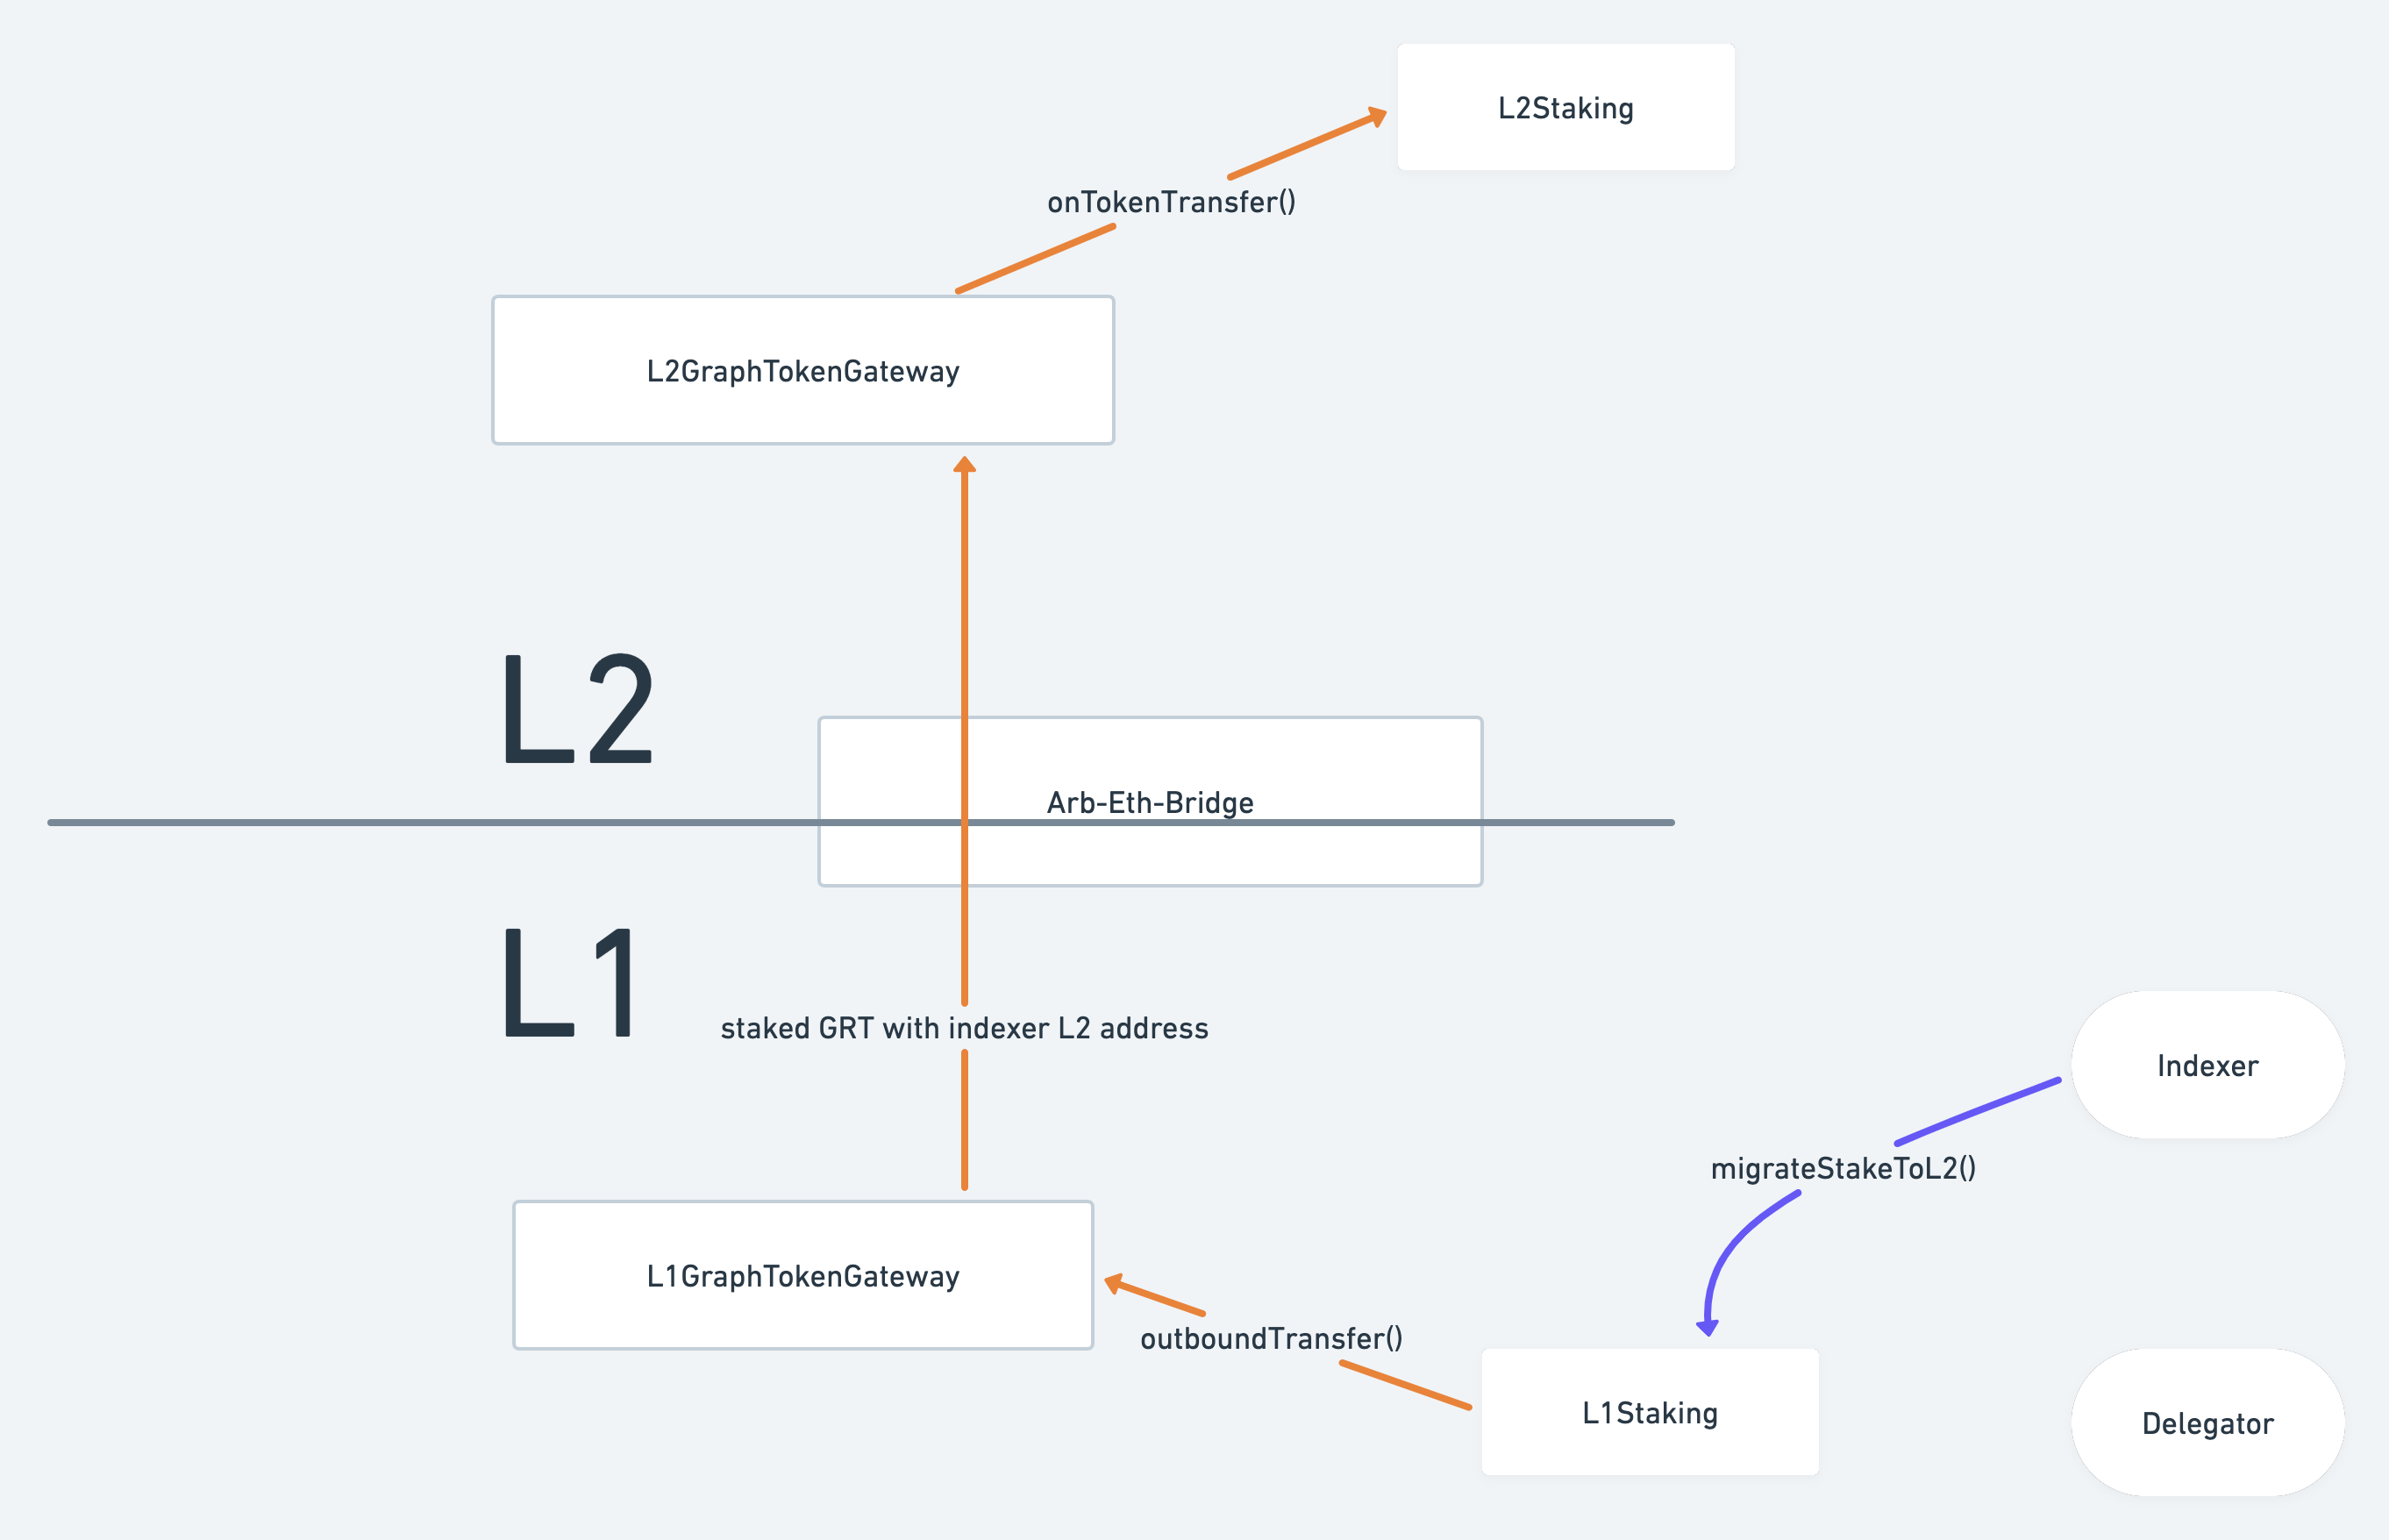 L2Staking
onTokenTransfer()
L2GraphTokenGateway
L2
Arb-Eth-Bridge
L1
staked GRT with indexer L2 address
Indexer
migrateStakeToL2()
L1GraphTokenGateway
outboundTransfer()
L1Staking
Delegator